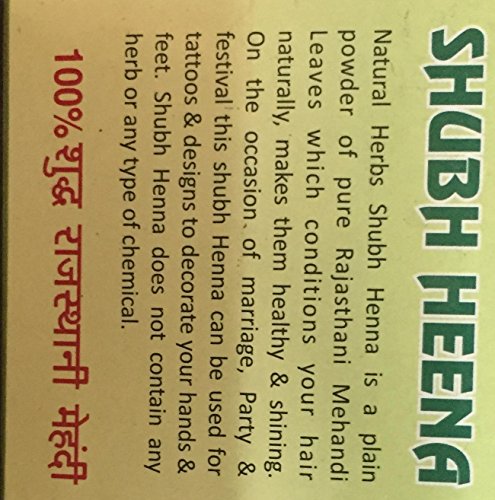 SHUBH HEENA
Natural Herbs Shubh Henna is a plain
powder of pure Rajasthani Mehandi
Leaves which conditions your hair
naturally, makes them healthy & shining.
On the occasion of marriage, Party &
festival this shubh Henna can be used for
tattoos & designs to decorate your hands &
feet. Shubh Henna does not contain any
herb or any type of chemical.
100% शुद्ध राजस्थानी मेहंदी